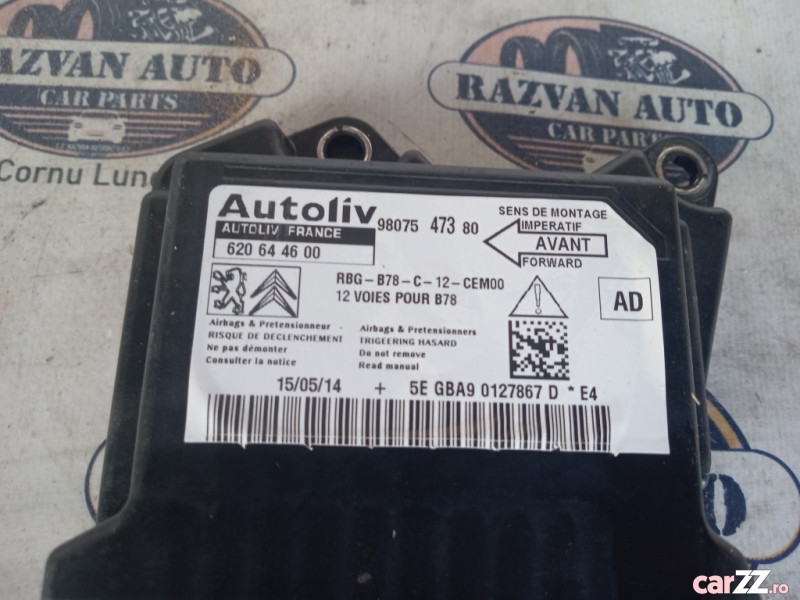 RAZVAN AUTO
CAR PARTS
Cornu Lun
RAZVAN AUTO
CAR PARTS
Autoliv
AUTOLIV FRANCE
620 64 46 00
98075 473 80
SENS DE MONTAGE
IMPERATIF
AVANT
FORWARD
RBG-B78-C-12-CEM00
12 VOIES POUR B78
AD
Airbags & Pretensionneur
RISQUE DE DECLENCHEMENT
Ne pas démonter
Consulter la notice
Airbags & Pretensionners
TRIGEERING HASARD
Do not remove
Read manual
15/05/14 + 5E GBA9 0127867 D * E4
carzz.ro